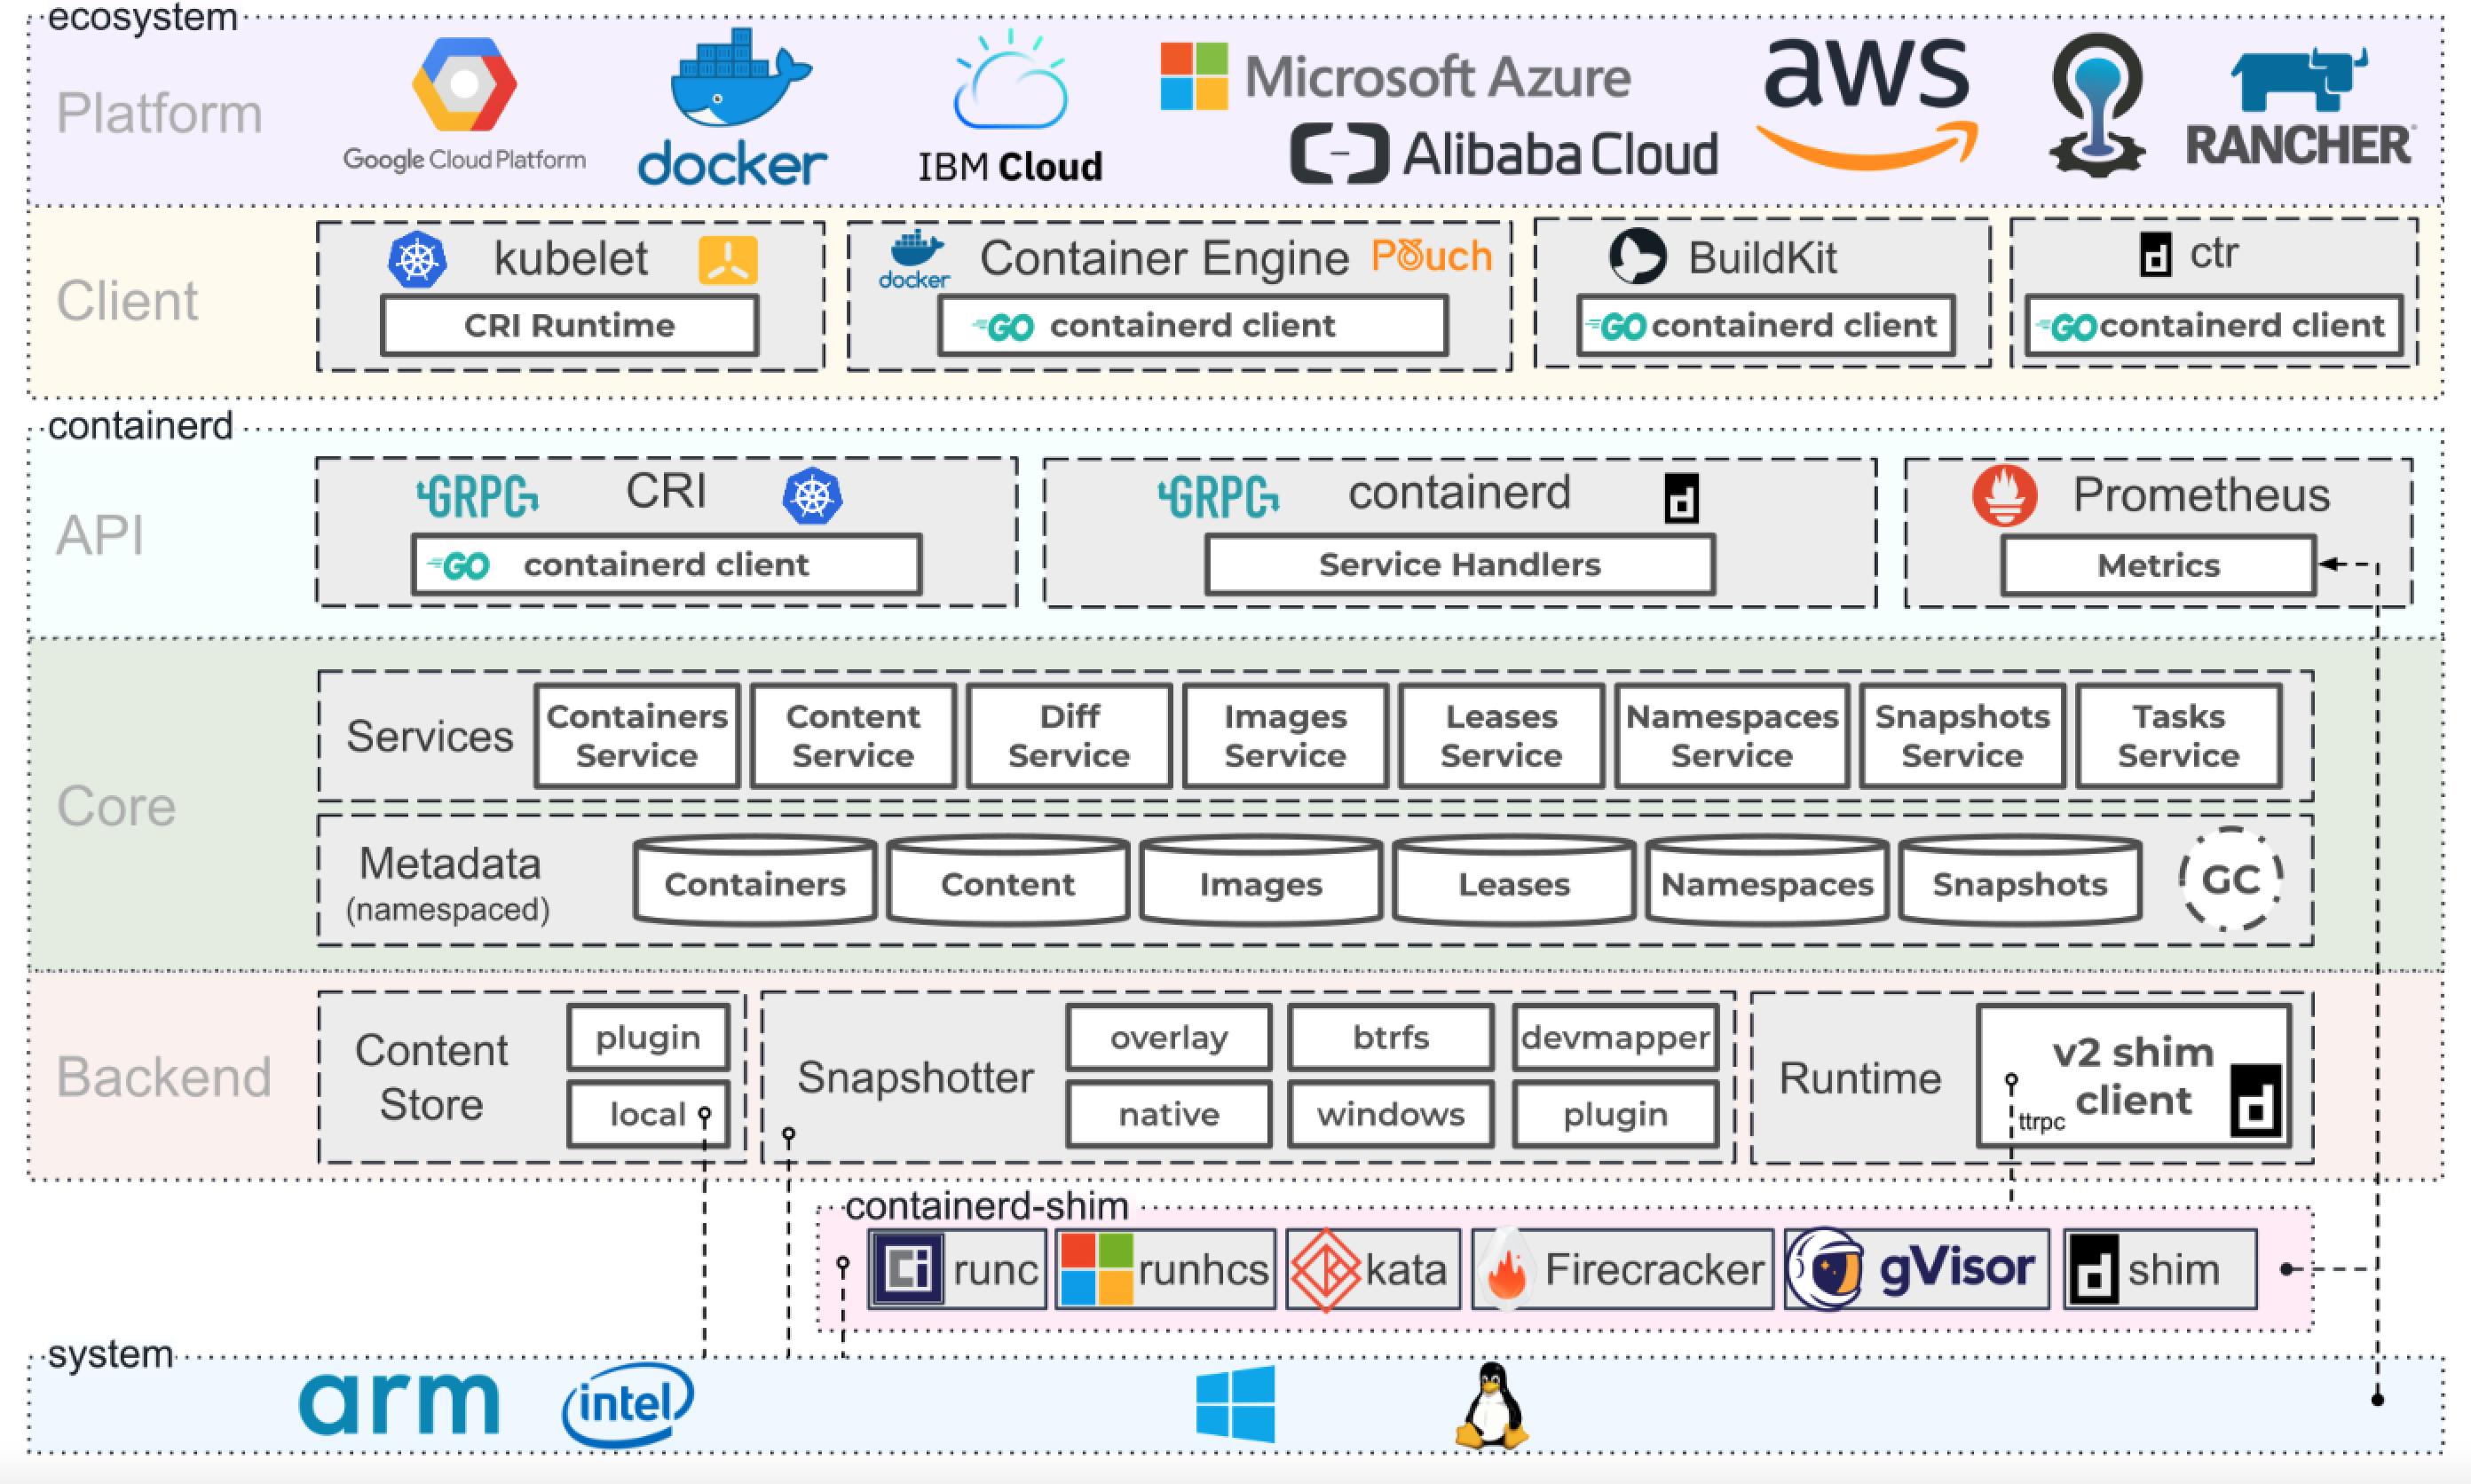 ecosystem
Platform
Google Cloud Platform
docker
IBM Cloud
Microsoft Azure
Alibaba Cloud
aws
RANCHER
Client
kubelet
CRI Runtime
docker
Container Engine
Pouch
GO containerd client
BuildKit
GO containerd client
ctr
GO containerd client
containerd
API
GRPC
CRI
GO containerd client
GRPC
containerd
Service Handlers
Prometheus
Metrics
Core
Services
Containers
Service
Content
Service
Diff
Service
Images
Service
Leases
Service
Namespaces
Service
Snapshots
Service
Tasks
Service
Metadata
(namespaced)
Containers
Content
Images
Leases
Namespaces
Snapshots
GC
Backend
Content
Store
plugin
local
Snapshotter
overlay
btrfs
devmapper
native
windows
plugin
Runtime
v2 shim
client
ttrpc
containerd-shim
runc
runhcs
kata
Firecracker
gVisor
shim
system
arm
intel